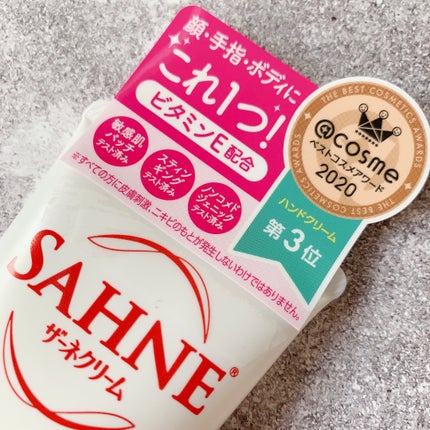 顔・手指・ボディに
これ1つ!
ビタミンE配合
敏感肌
パッチ
テスト済み
スティン
ギング
テスト済み
ノンコメド
ジェニック
テスト済み
※すべての方に皮膚刺激、ニキビのもとが発生しないわけではありません。
THE BEST COSMETICS AWARDS
@cosme
ベストコスメアワード
2020
THE BEST COSMETICS AWARDS
ハンドクリーム
第3位
SAHNE®
ザーネクリーム